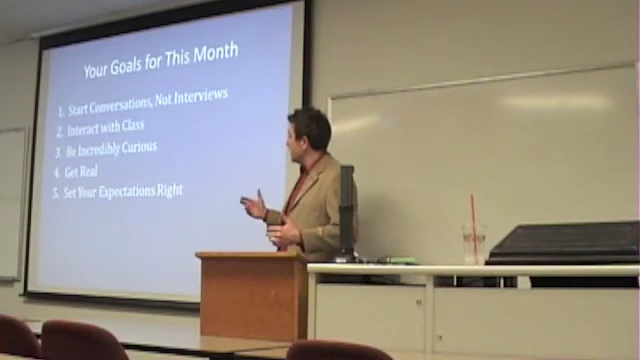 Your Goals for This Month
1. Start Conversations, Not Interviews
2. Interact with Class
3. Be Incredibly Curious
4. Get Real
5. Set Your Expectations Right